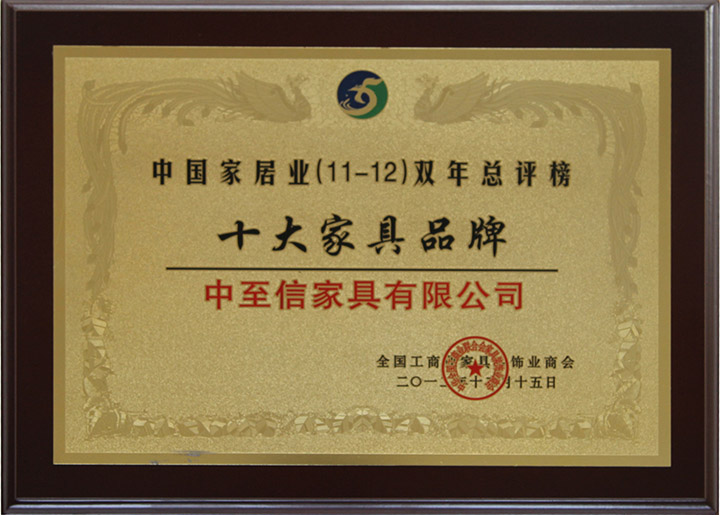 中国家居业(11-12)双年总评榜
十大家具品牌
中至信家具有限公司
全国工商 家具 饰业商会
二〇一二年十 月十五日